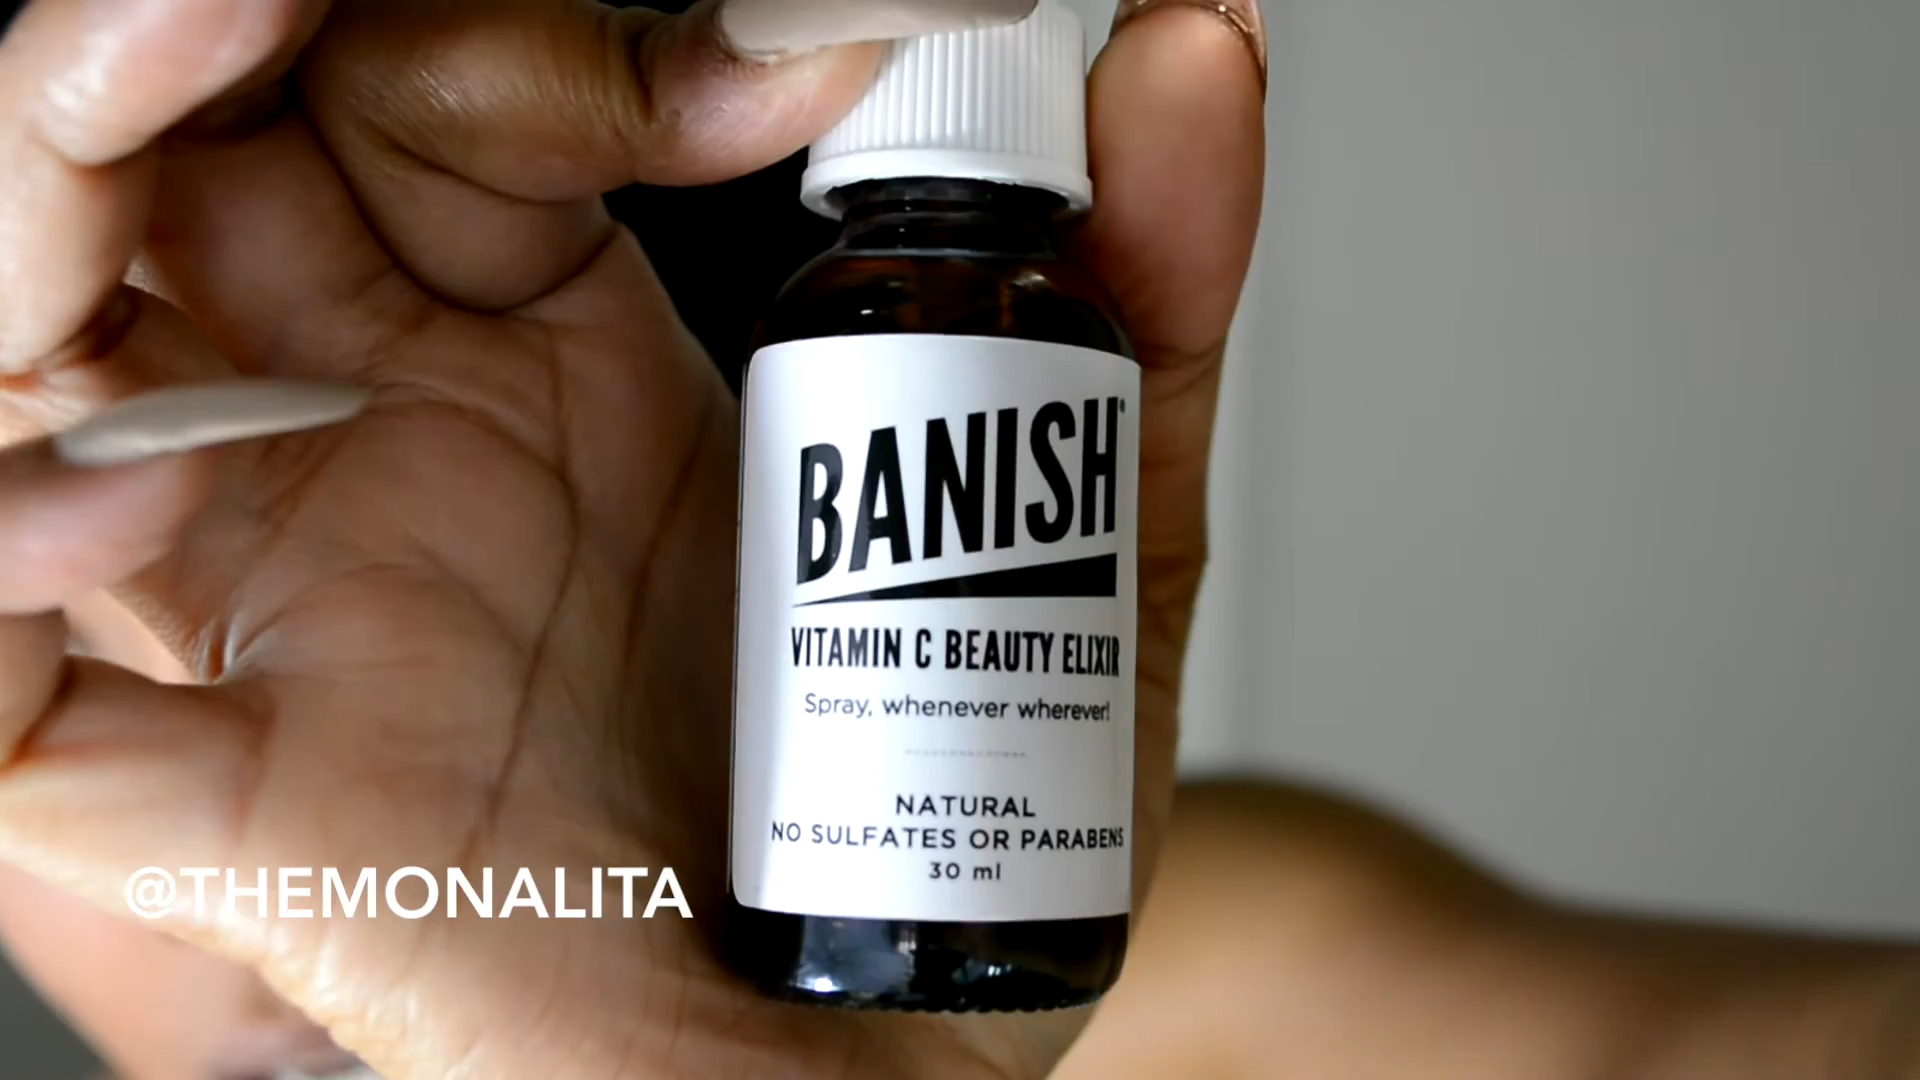 BANISH®
VITAMIN C BEAUTY ELIXIR
Spray, whenever wherever!
NATURAL
NO SULFATES OR PARABENS
30 ml
@THEMONALITA